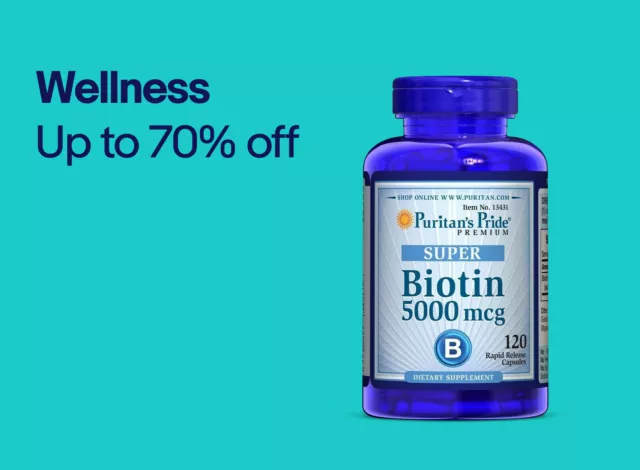 Wellness
Up to 70% off
SHOP ONLINE WWW.PURITAN.COM
Item No. 13431
Puritan's Pride®
PREMIUM
SUPER
Biotin
5000 mcg
B
120
Rapid Release
Capsules
DIETARY SUPPLEMENT